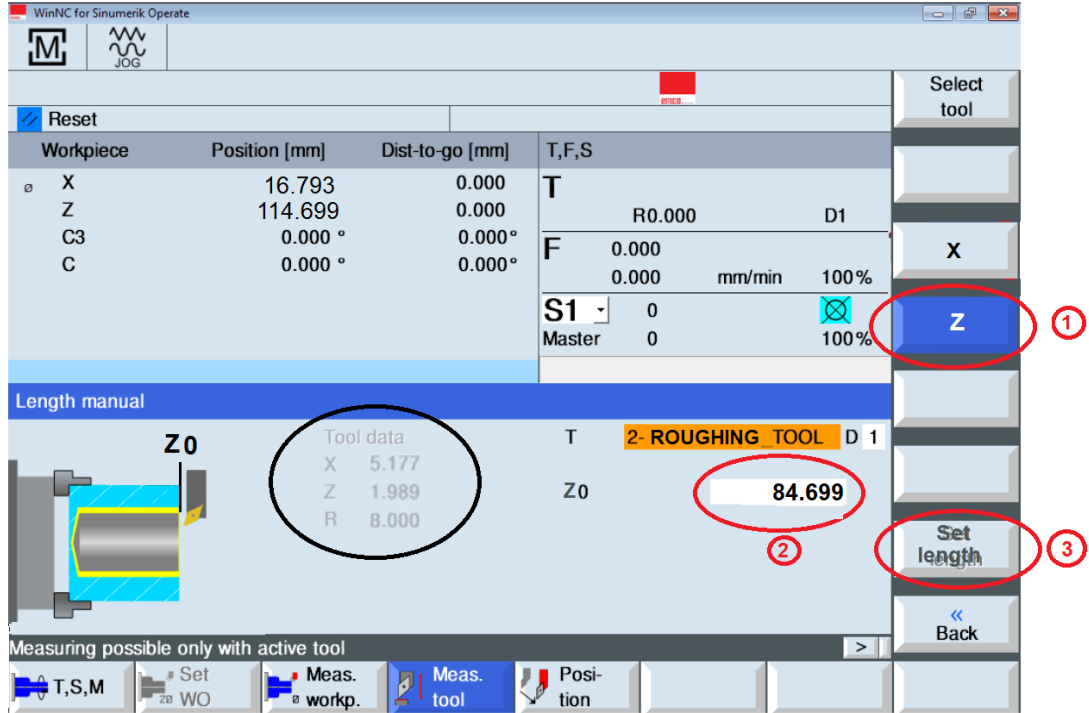 WinNC for Sinumerik Operate
M
JOG
emco
Select
tool
Reset
Workpiece Position [mm] Dist-to-go [mm] T,F,S
ø X 16.793 0.000
Z 114.699 0.000
C3 0.000 ° 0.000°
C 0.000 ° 0.000°
T
R0.000 D1
F 0.000
0.000 mm/min 100%
S1 0
Master 0 100%
X
Z
1
Length manual
Z0
Tool data
X 5.177
Z 1.989
R 8.000
T 2- ROUGHING_TOOL D 1
Z0 84.699
2
Set
length
3
«
Back
Measuring possible only with active tool >
T,S,M
Set
WO
Meas.
workp.
Meas.
tool
Posi-
tion